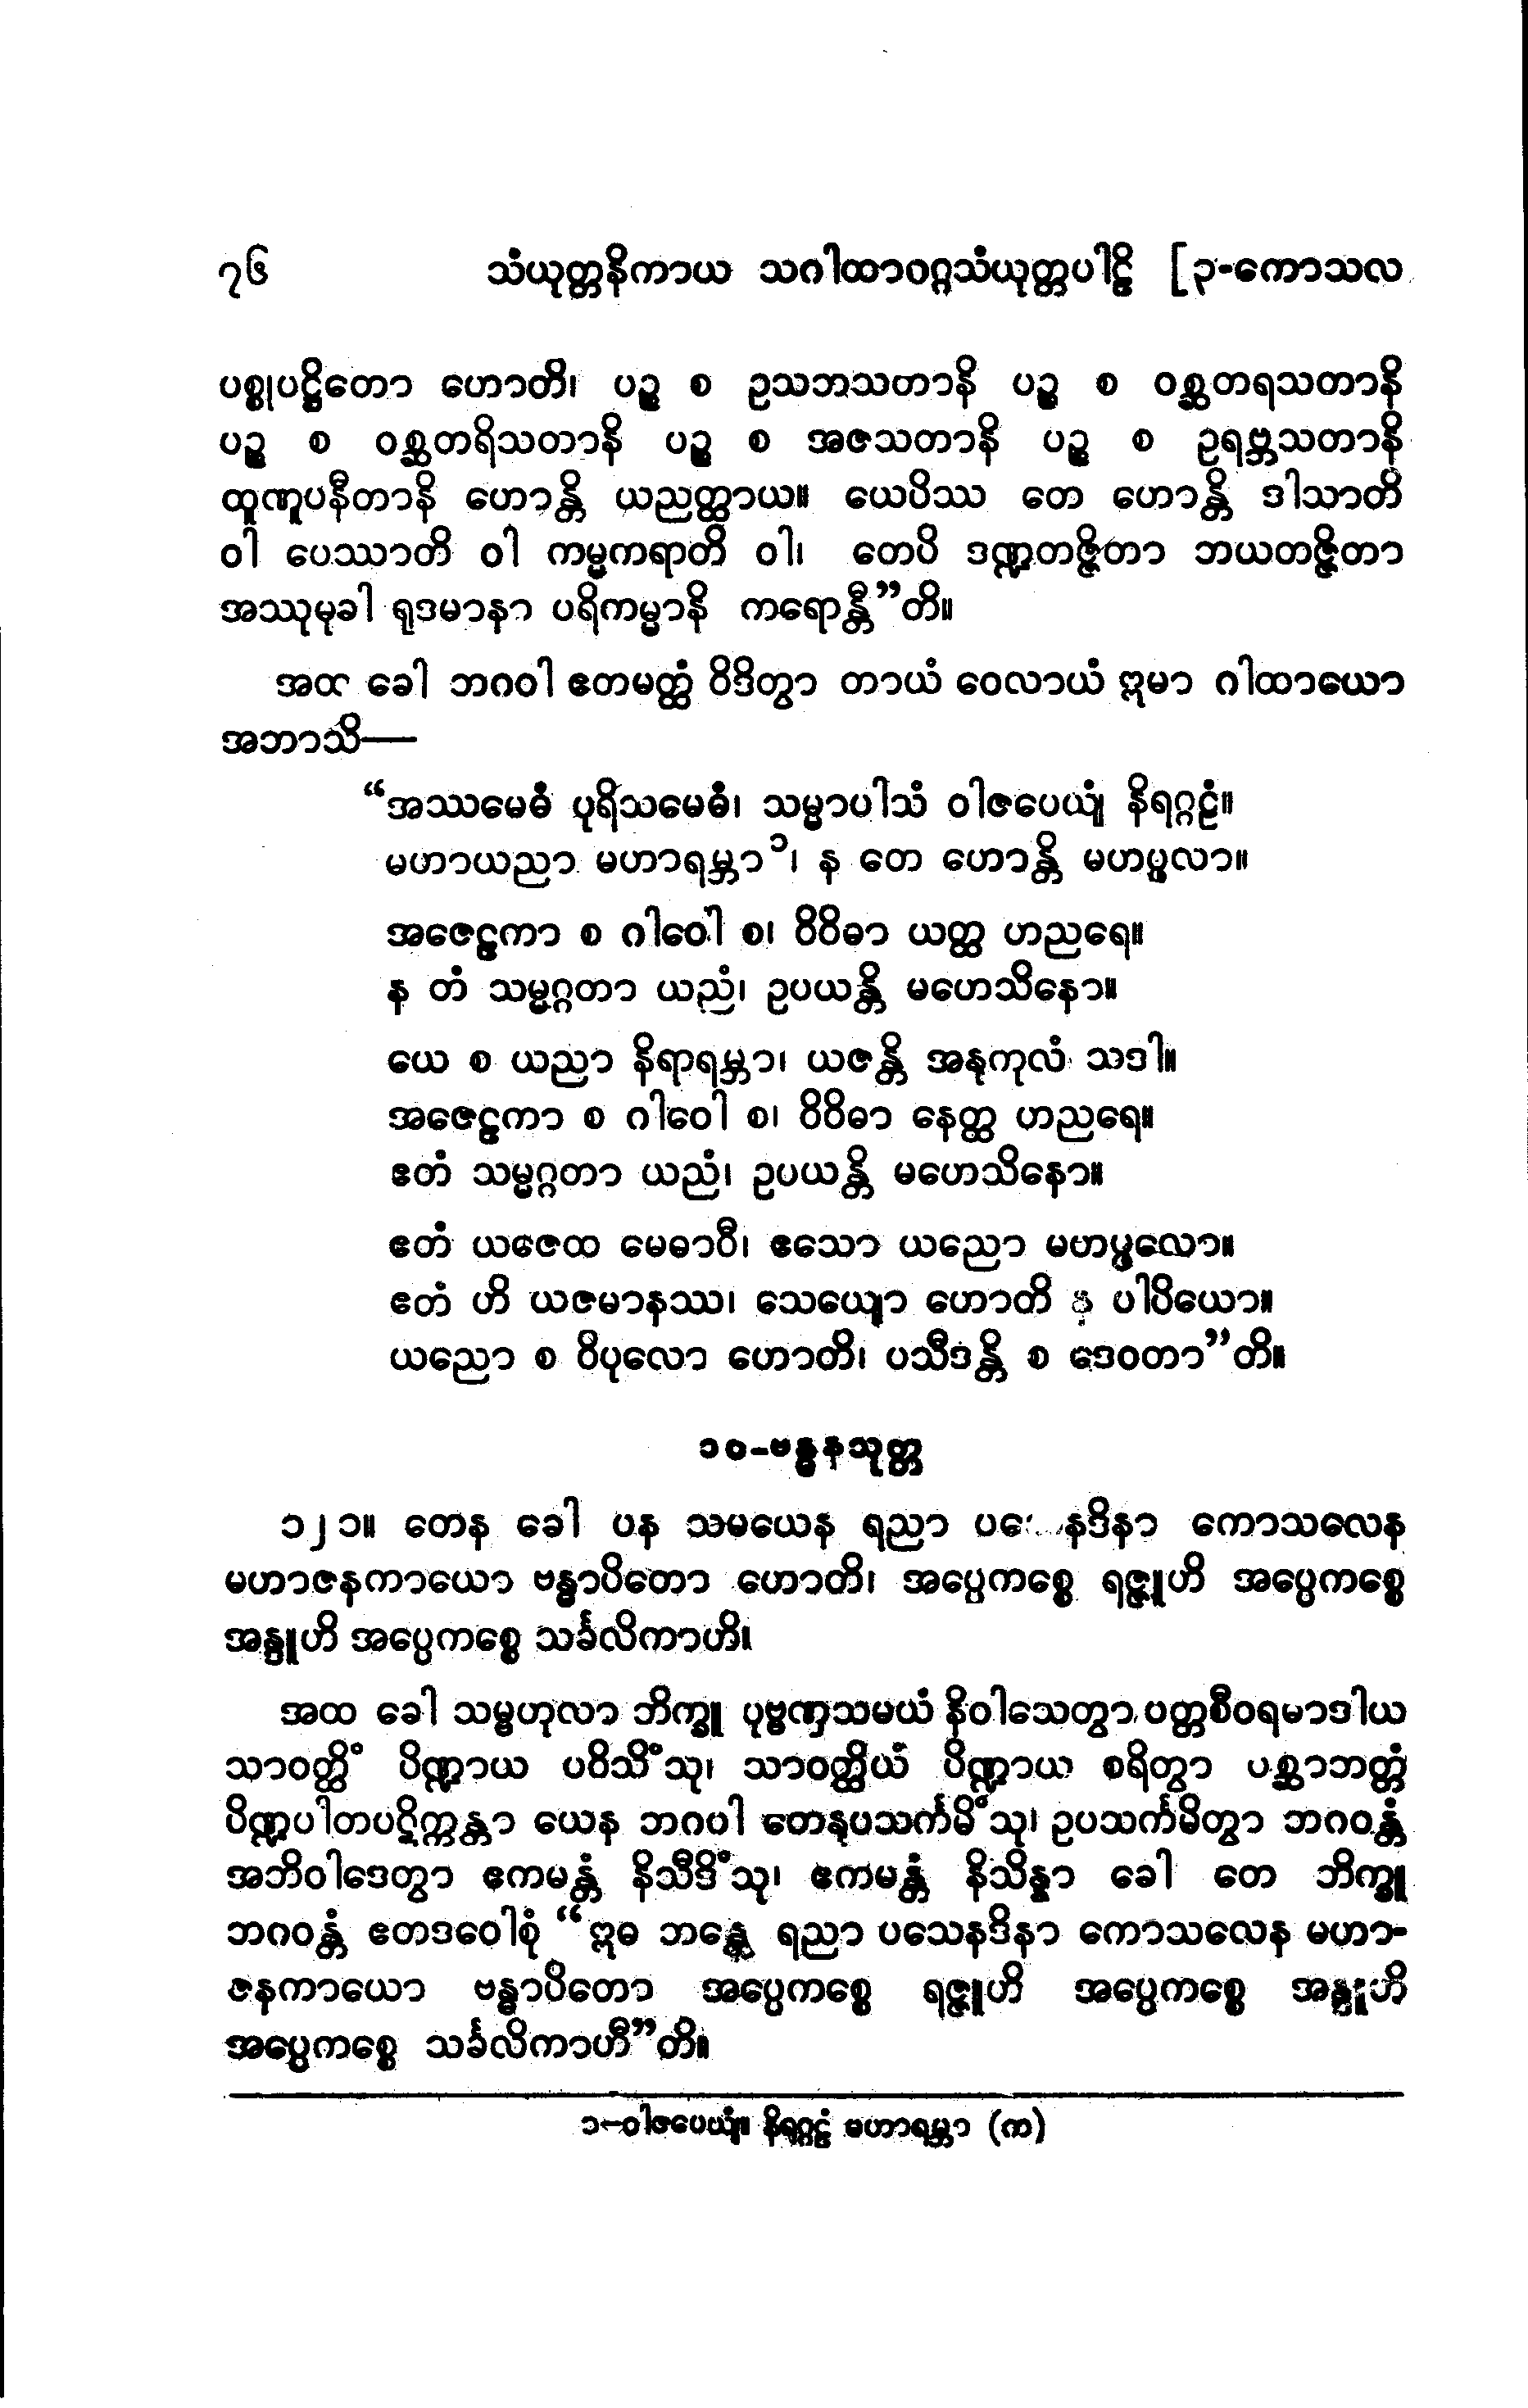 ၇၆ သံယုတ္တနိကာယ သဂါထာဝဂ္ဂသံယုတ္တပါဠိ [၃-ကောသလ
ပစ္စုပဋ္ဌိတော ဟောတိ၊ ပဉ္စ စ ဥသဘသတာနိ ပဉ္စ စ ဝစ္ဆတရသတာနိ
ပဉ္စ စ ဝစ္ဆတရိသတာနိ ပဉ္စ စ အဇသတာနိ ပဉ္စ စ ဥရဗ္ဘသတာနိ
ထူဏူပနီတာနိ ဟောန္တိ ယညတ္ထာယ။ ယေပိဿ တေ ဟောန္တိ ဒါသာတိ
ဝါ ပေဿာတိ ဝါ ကမ္မကရာတိ ဝါ၊ တေပိ ဒဏ္ဍတဇ္ဇိတာ ဘယတဇ္ဇိတာ
အဿုမုခါ ရုဒမာနာ ပရိကမ္မာနိ ကရောန္တီ”တိ။
အထ ခေါ ဘဂဝါ ဧတမတ္ထံ ဝိဒိတွာ တာယံ ဝေလာယံ ဣမာ ဂါထာယော
အဘာသိ—
“အဿမေဓံ ပုရိသမေဓံ၊ သမ္မာပါသံ ဝါဇပေယျံ နိရဂ္ဂဠံ။
မဟာယညာ မဟာရမ္ဘာ ၁၊ န တေ ဟောန္တိ မဟပ္ဖလာ။
အဇေဠကာ စ ဂါဝေါ စ၊ ဝိဝိဓာ ယတ္ထ ဟညရေ။
န တံ သမ္မဂ္ဂတာ ယညံ၊ ဥပယန္တိ မဟေသိနော။
ယေ စ ယညာ နိရာရမ္ဘာ၊ ယဇန္တိ အနုကုလံ သဒါ။
အဇေဠကာ စ ဂါဝေါ စ၊ ဝိဝိဓာ နေတ္ထ ဟညရေ။
ဧတံ သမ္မဂ္ဂတာ ယညံ၊ ဥပယန္တိ မဟေသိနော။
ဧတံ ယဇေထ မေဓာဝီ၊ ဧသော ယညော မဟပ္ဖလော။
ဧတံ ဟိ ယဇမာနဿ၊ သေယျော ဟောတိ န ပါပိယော။
ယညော စ ဝိပုလော ဟောတိ၊ ပသီဒန္တိ စ ဒေဝတာ”တိ။
၁၀-ဗန္ဓနသုတ္တ
၁၂၁။ တေန ခေါ ပန သမယေန ရညာ ကောသလေန
မဟာဇနကာယော ဗန္ဓာပိတော ဟောတိ၊ အပ္ပေကစ္စေ ရဇ္ဇူဟိ အပ္ပေကစ္စေ
အန္ဒူဟိ အပ္ပေကစ္စေ သင်္ခလိကာဟိ။
အထ ခေါ သမ္ဗဟုလာ ဘိက္ခူ ပုဗ္ဗဏှသမယံ နိဝါသေတွာ ပတ္တစီဝရမာဒါယ
သာဝတ္ထိံ ပိဏ္ဍာယ ပဝိသိံသု၊ သာဝတ္ထိယံ ပိဏ္ဍာယ စရိတွာ ပစ္ဆာဘတ္တံ
ပိဏ္ဍပါတပဋိက္ကန္တာ ယေန ဘဂဝါ တေနုပသင်္ကမိံသု၊ ဥပသင်္ကမိတွာ ဘဂဝန္တံ
အဘိဝါဒေတွာ ဧကမန္တံ နိသီဒိံသု၊ ဧကမန္တံ နိသိန္နာ ခေါ တေ ဘိက္ခူ
ဘဂဝန္တံ ဧတဒဝေါစုံ “ဣဓ ဘန္တေ ရညာ ပသေနဒိနာ ကောသလေန မဟာ-
ဇနကာယော ဗန္ဓာပိတော အပ္ပေကစ္စေ ရဇ္ဇူဟိ အပ္ပေကစ္စေ အန္ဒူဟိ
အပ္ပေကစ္စေ သင်္ခလိကာဟီ”တိ။
၁-ဝါဇပေယျံ။ နိရဂ္ဂဠံ မဟာရမ္ဘာ (က)